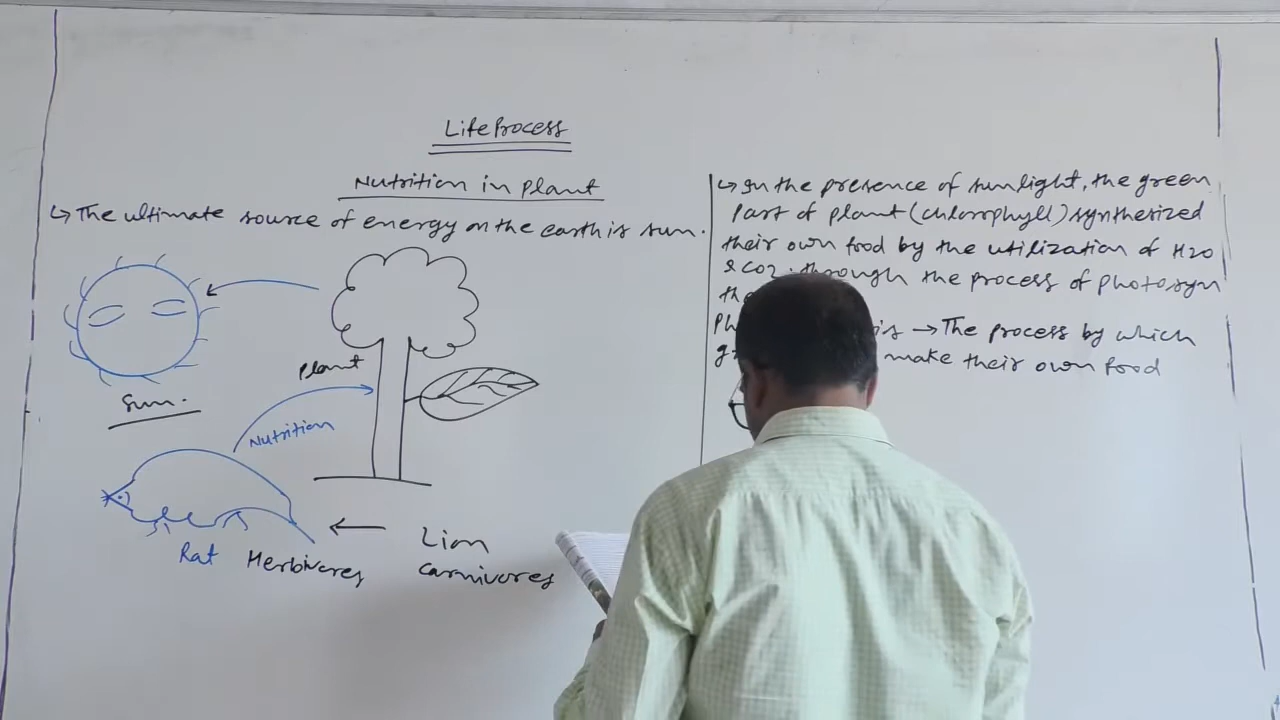 Life Process
Nutrition in plant
↳ The ultimate source of energy on the earth is sun.
Sun.
Plant
Nutrition
Rat Herbivores
← Lion
carnivores
↳ In the presence of sunlight, the green
Part of plant (chlorophyll) synthesized
their own food by the utilization of H2O
& CO2. through the process of Photosyn
→ The process by which
make their own food